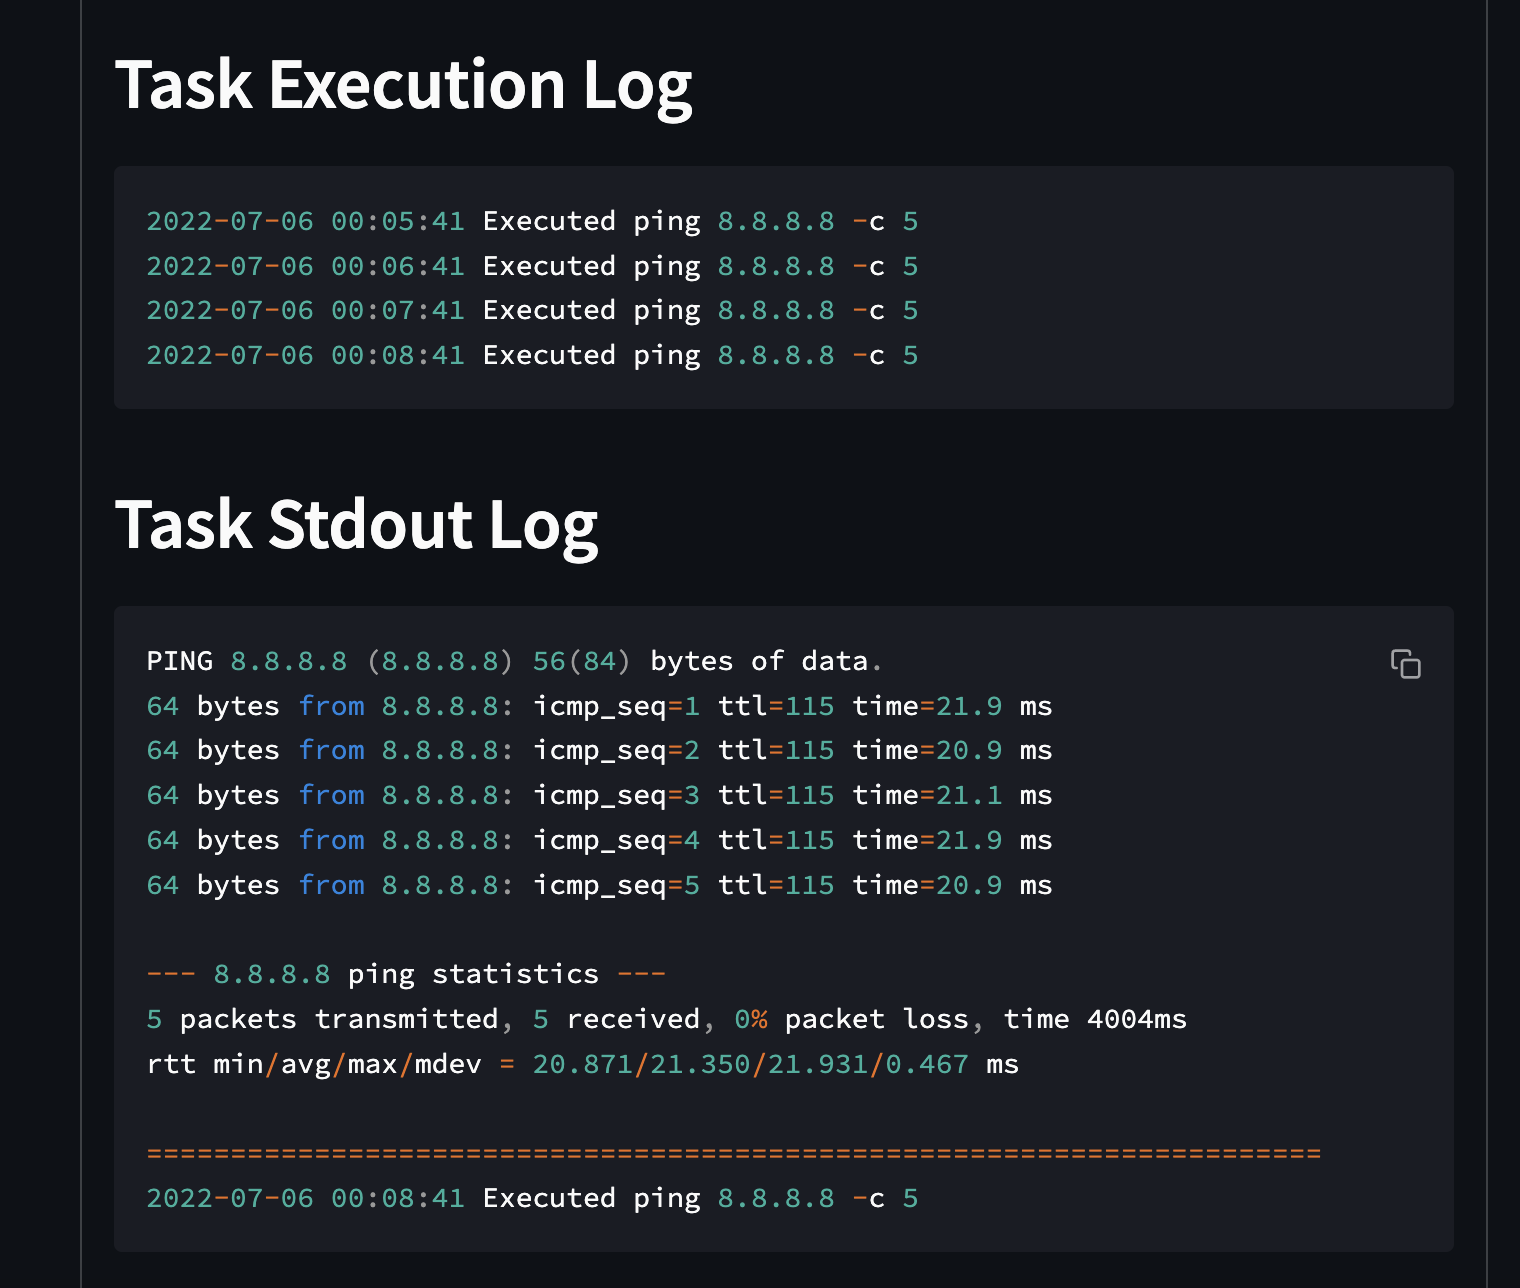 Task Execution Log
2022-07-06 00:05:41 Executed ping 8.8.8.8 -c 5
2022-07-06 00:06:41 Executed ping 8.8.8.8 -c 5
2022-07-06 00:07:41 Executed ping 8.8.8.8 -c 5
2022-07-06 00:08:41 Executed ping 8.8.8.8 -c 5
Task Stdout Log
PING 8.8.8.8 (8.8.8.8) 56(84) bytes of data.
64 bytes from 8.8.8.8: icmp_seq=1 ttl=115 time=21.9 ms
64 bytes from 8.8.8.8: icmp_seq=2 ttl=115 time=20.9 ms
64 bytes from 8.8.8.8: icmp_seq=3 ttl=115 time=21.1 ms
64 bytes from 8.8.8.8: icmp_seq=4 ttl=115 time=21.9 ms
64 bytes from 8.8.8.8: icmp_seq=5 ttl=115 time=20.9 ms
--- 8.8.8.8 ping statistics ---
5 packets transmitted, 5 received, 0% packet loss, time 4004ms
rtt min/avg/max/mdev = 20.871/21.350/21.931/0.467 ms
======================================================================
2022-07-06 00:08:41 Executed ping 8.8.8.8 -c 5